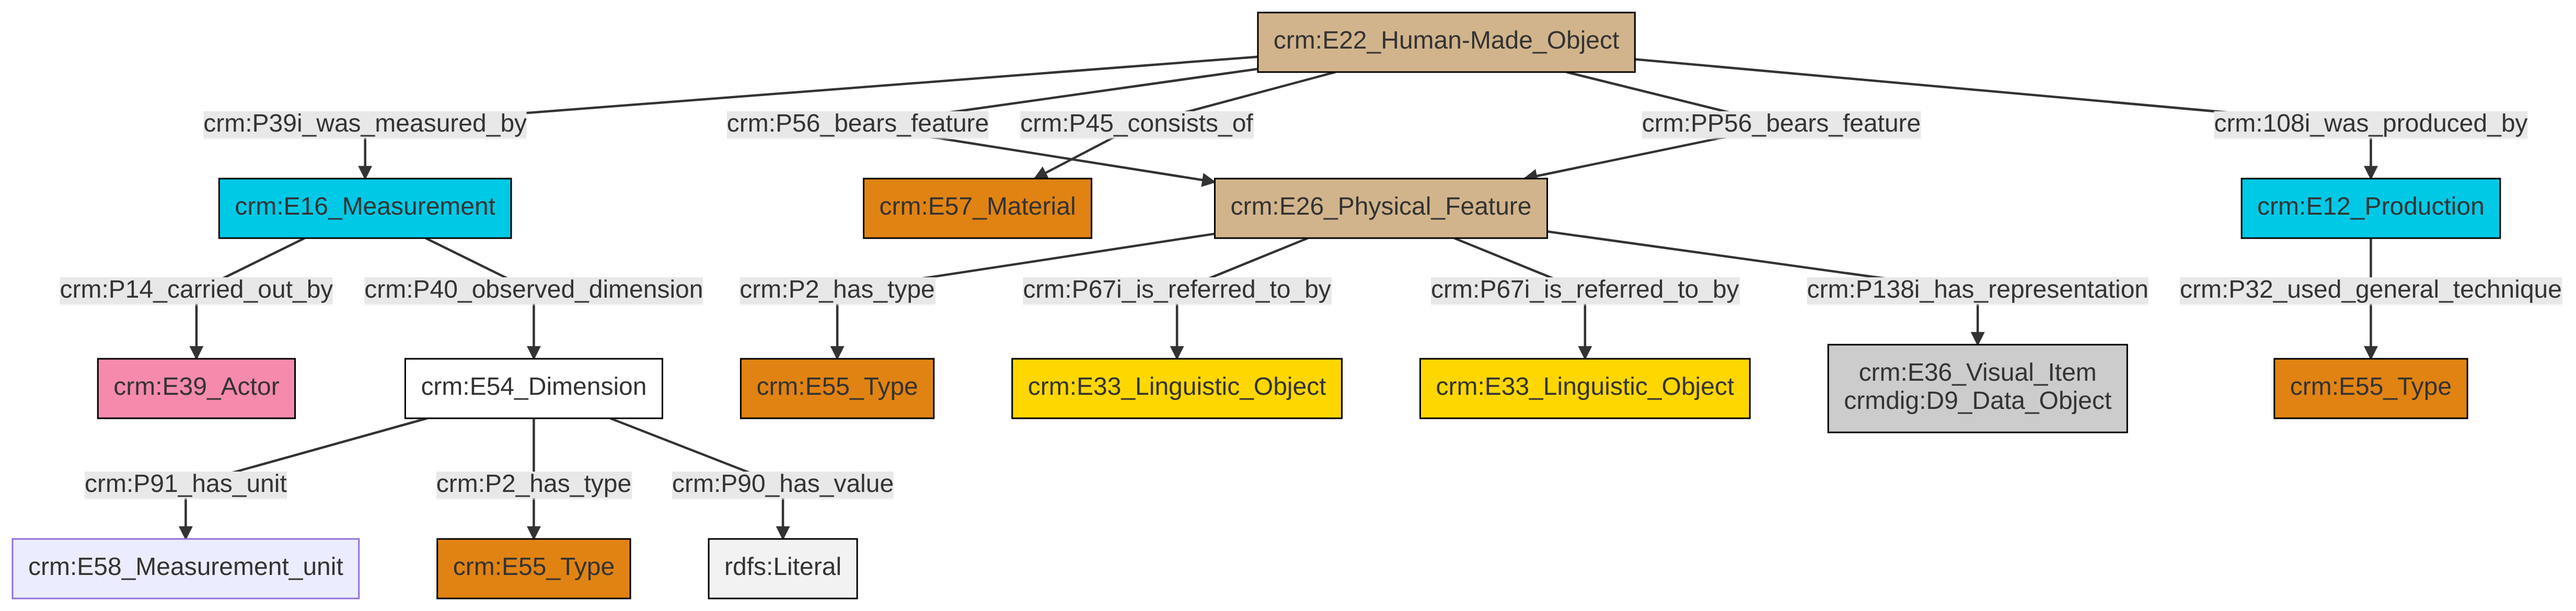 crm:E22_Human-Made_Object
crm:P39i_was_measured_by
crm:P56_bears_feature
crm:P45_consists_of
crm:PP56_bears_feature
crm:108i_was_produced_by
crm:E16_Measurement
crm:E57_Material
crm:E26_Physical_Feature
crm:E12_Production
crm:P14_carried_out_by
crm:P40_observed_dimension
crm:P2_has_type
crm:P67i_is_referred_to_by
crm:P67i_is_referred_to_by
crm:P138i_has_representation
crm:P32_used_general_technique
crm:E39_Actor
crm:E54_Dimension
crm:E55_Type
crm:E33_Linguistic_Object
crm:E33_Linguistic_Object
crm:E36_Visual_Item
crmdig:D9_Data_Object
crm:E55_Type
crm:P91_has_unit
crm:P2_has_type
crm:P90_has_value
crm:E58_Measurement_unit
crm:E55_Type
rdfs:Literal